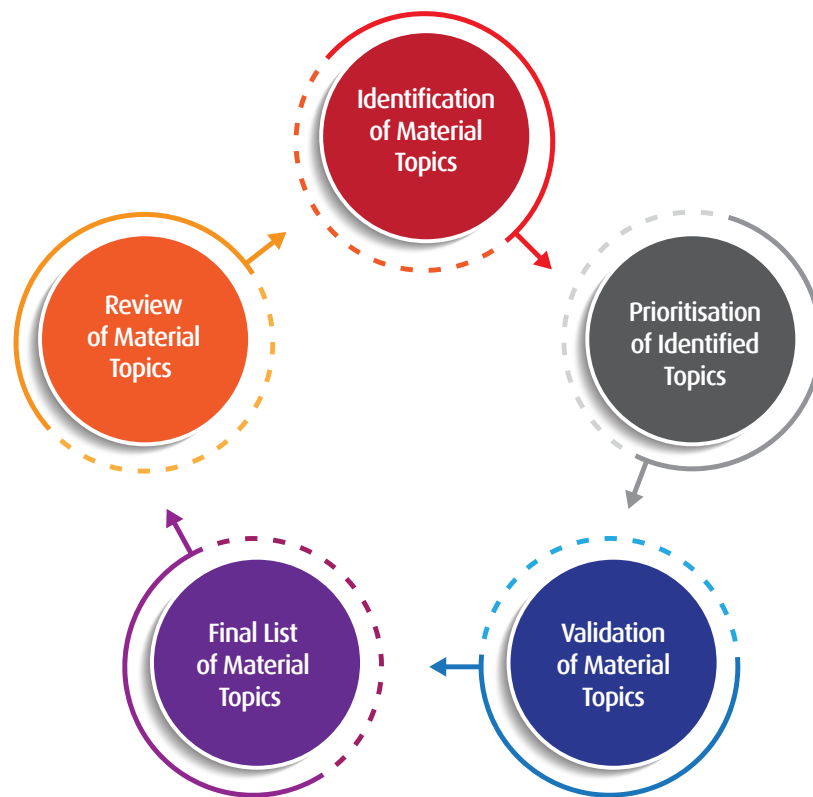 Identification
of Material
Topics
Prioritisation
of Identified
Topics
Validation
of Material
Topics
Final List
of Material
Topics
Review
of Material
Topics